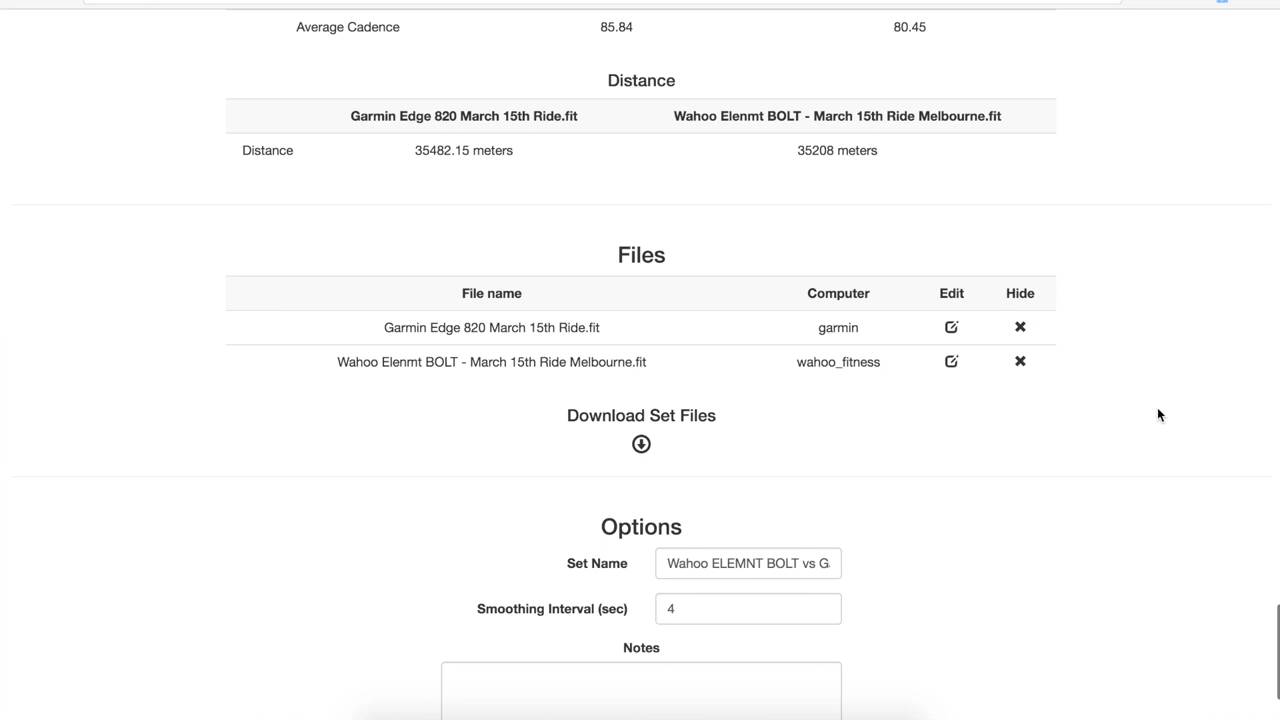 Average Cadence 85.84 80.45
Distance
Garmin Edge 820 March 15th Ride.fit Wahoo Elenmt BOLT - March 15th Ride Melbourne.fit
Distance 35482.15 meters 35208 meters
Files
File name Computer Edit Hide
Garmin Edge 820 March 15th Ride.fit garmin
Wahoo Elenmt BOLT - March 15th Ride Melbourne.fit wahoo_fitness
Download Set Files
Options
Set Name Wahoo ELEMNT BOLT vs G
Smoothing Interval (sec) 4
Notes